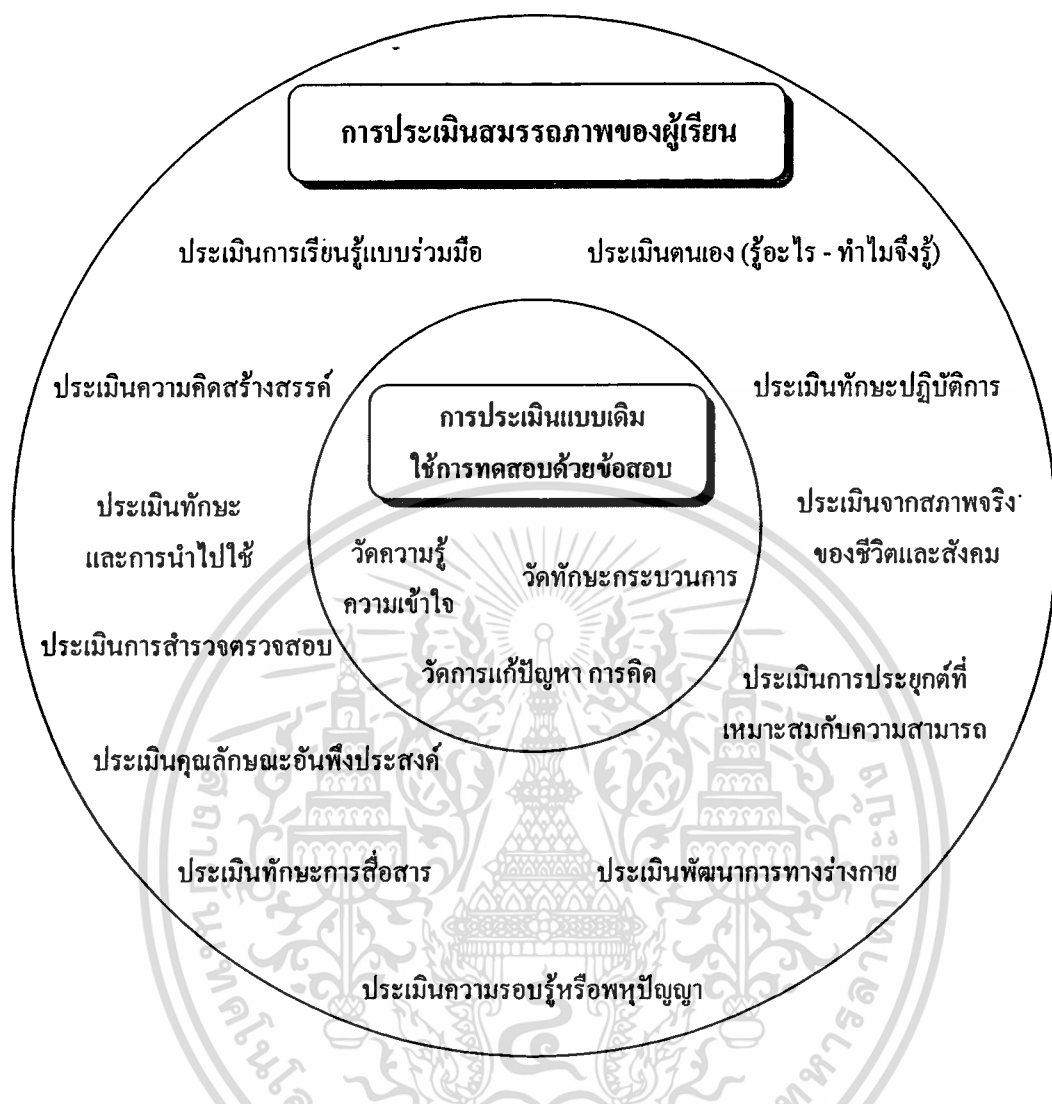 การประเมินสมรรถภาพของผู้เรียน
ประเมินการเรียนรู้แบบร่วมมือ
ประเมินตนเอง (รู้อะไร - ทำไมจึงรู้)
ประเมินความคิดสร้างสรรค์
ประเมินทักษะปฏิบัติการ
การประเมินแบบเดิม
ใช้การทดสอบด้วยข้อสอบ
ประเมินทักษะ
และการนำไปใช้
ประเมินจากสภาพจริง
ของชีวิตและสังคม
วัดความรู้
ความเข้าใจ
วัดทักษะกระบวนการ
ประเมินการสำรวจตรวจสอบ
วัดการแก้ปัญหา การคิด
ประเมินการประยุกต์ที่
เหมาะสมกับความสามารถ
ประเมินคุณลักษณะอันพึงประสงค์
ประเมินทักษะการสื่อสาร
ประเมินพัฒนาการทางร่างกาย
ประเมินความรอบรู้หรือพหุปัญญา